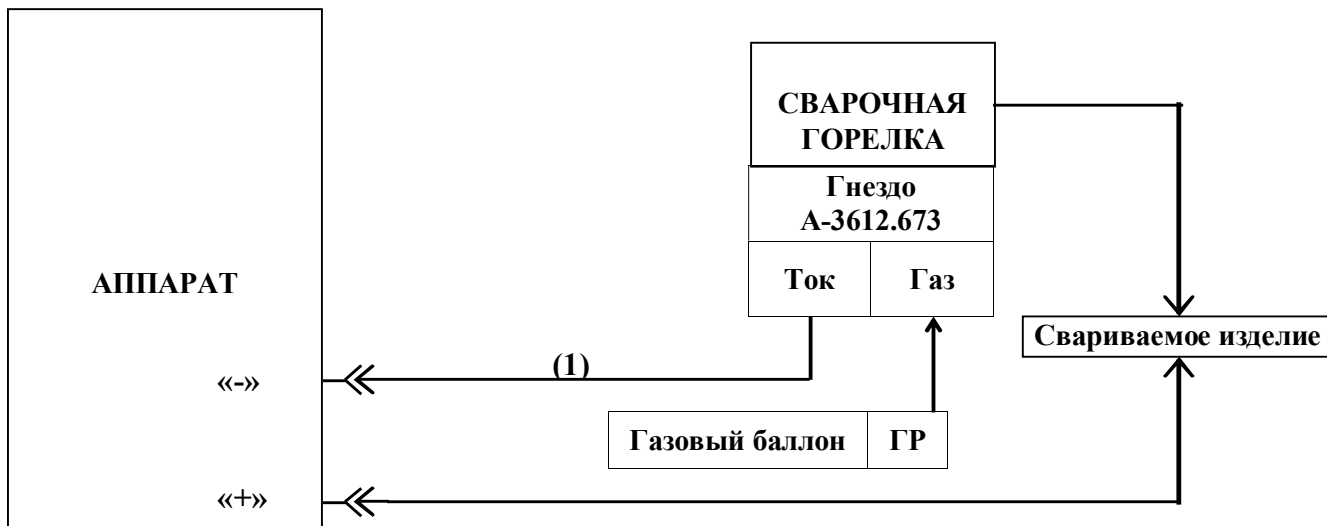 СВАРОЧНАЯ
ГОРЕЛКА
Гнездо
А-3612.673
Ток
Газ
АППАРАТ
Свариваемое изделие
(1)
«-»
Газовый баллон
ГР
«+»